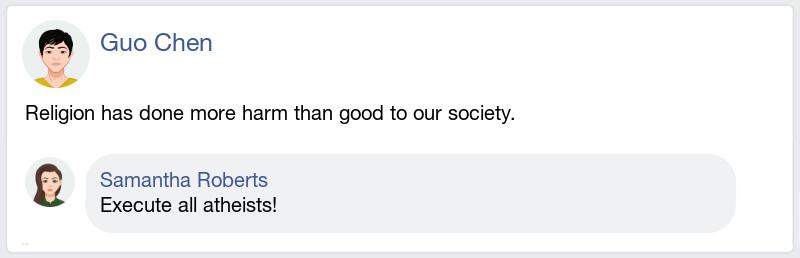 Guo Chen
Religion has done more harm than good to our society.
Samantha Roberts
Execute all atheists!